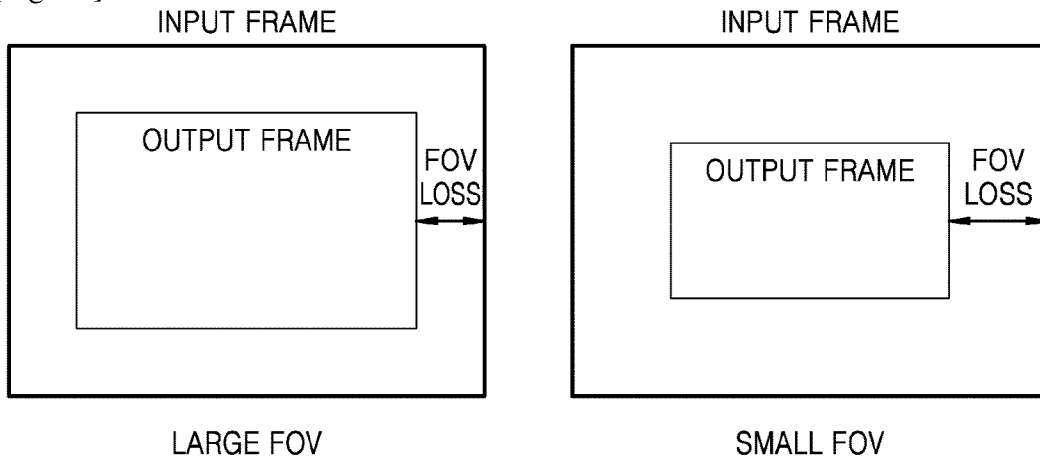 INPUT FRAME
OUTPUT FRAME
FOV
LOSS
LARGE FOV
INPUT FRAME
OUTPUT FRAME
FOV
LOSS
SMALL FOV